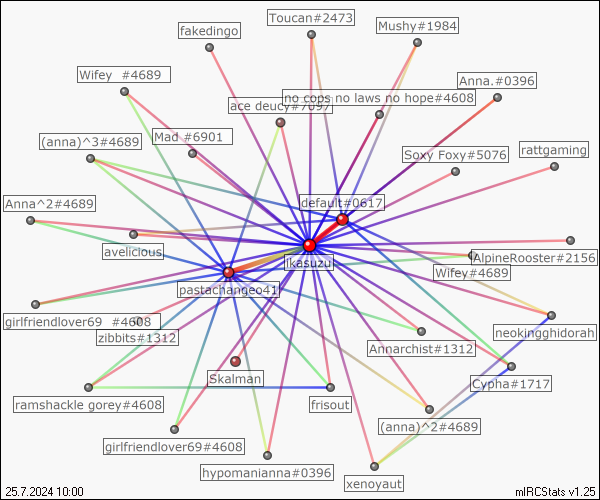 Toucan#2473
fakedingo
Mushy#1984
Wifey  #4689
Anna.#0396
no cops no laws no hope#4608
ace deucy#7097
(anna)^3#4689
Mad #6901
Soxy Foxy#5076
rattgaming
Anna^2#4689
default#0617
avelicious
ikasuzu
AlpineRooster#2156
Wifey#4689
pastachangeo41
girlfriendlover69  #4608
zibbits#1312
neokingghidorah
Annarchist#1312
Skalman
Cypha#1717
ramshackle gorey#4608
frisout
(anna)^2#4689
girlfriendlover69#4608
hypomanianna#0396
xenoyaut
25.7.2024 10:00
mIRCStats v1.25